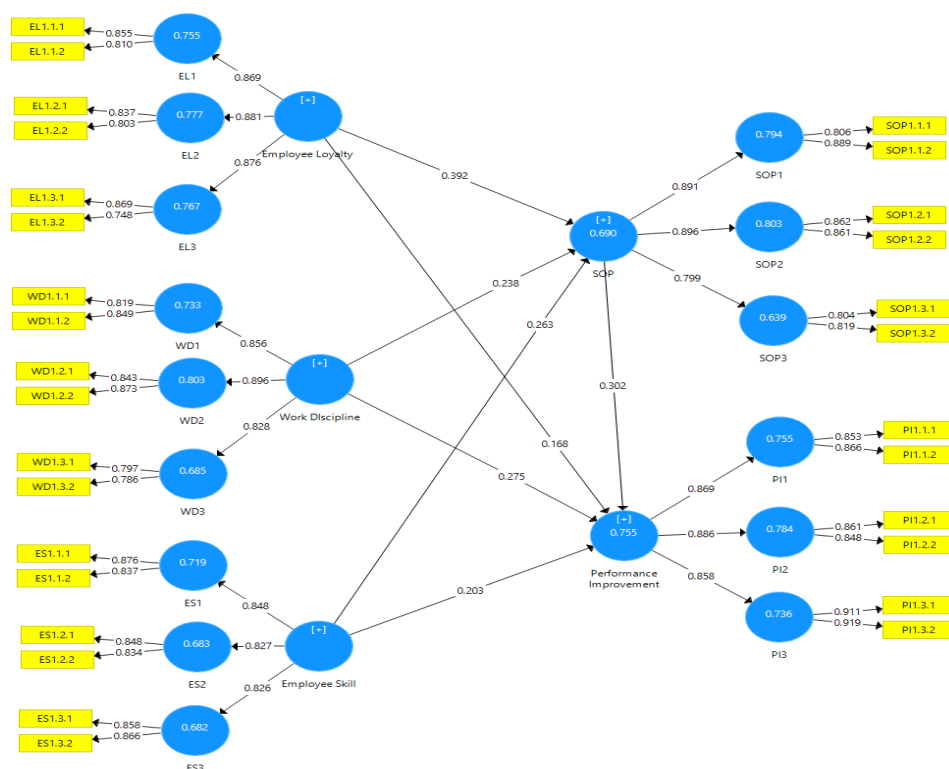 EL1.1.1
0.855
EL1.1.2
0.810
0.755
EL1
0.869
EL1.2.1
0.837
EL1.2.2
0.803
0.777
EL2
0.881
[+]
Employee Loyalty
EL1.3.1
0.869
EL1.3.2
0.748
0.767
EL3
0.876
WD1.1.1
0.819
WD1.1.2
0.849
0.733
WD1
0.856
WD1.2.1
0.843
WD1.2.2
0.873
0.803
WD2
0.896
[+]
Work DIscipline
WD1.3.1
0.797
WD1.3.2
0.786
0.685
WD3
0.828
ES1.1.1
0.876
ES1.1.2
0.837
0.719
ES1
0.848
ES1.2.1
0.848
ES1.2.2
0.834
0.683
ES2
0.827
[+]
Employee Skill
ES1.3.1
0.858
ES1.3.2
0.866
0.682
ES3
0.826
0.392
0.238
0.263
0.168
0.275
0.203
0.302
[+]
0.690
SOP
0.891
0.794
SOP1
0.806
SOP1.1.1
0.889
SOP1.1.2
0.896
0.803
SOP2
0.862
SOP1.2.1
0.861
SOP1.2.2
0.799
0.639
SOP3
0.804
SOP1.3.1
0.819
SOP1.3.2
[+]
0.755
Performance
Improvement
0.869
0.755
PI1
0.853
PI1.1.1
0.866
PI1.1.2
0.886
0.784
PI2
0.861
PI1.2.1
0.848
PI1.2.2
0.858
0.736
PI3
0.911
PI1.3.1
0.919
PI1.3.2